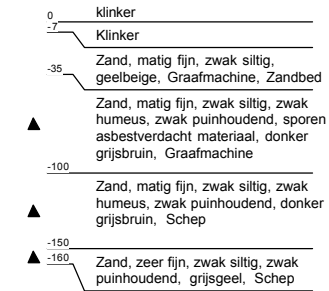 0 klinker
-7 Klinker
-35 Zand, matig fijn, zwak siltig,
geelbeige, Graafmachine, Zandbed
Zand, matig fijn, zwak siltig, zwak
humeus, zwak puinhoudend, sporen
asbestverdacht materiaal, donker
grijsbruin, Graafmachine
-100
Zand, matig fijn, zwak siltig, zwak
humeus, zwak puinhoudend, donker
grijsbruin, Schep
-150
-160 Zand, zeer fijn, zwak siltig, zwak
puinhoudend, grijsgeel, Schep